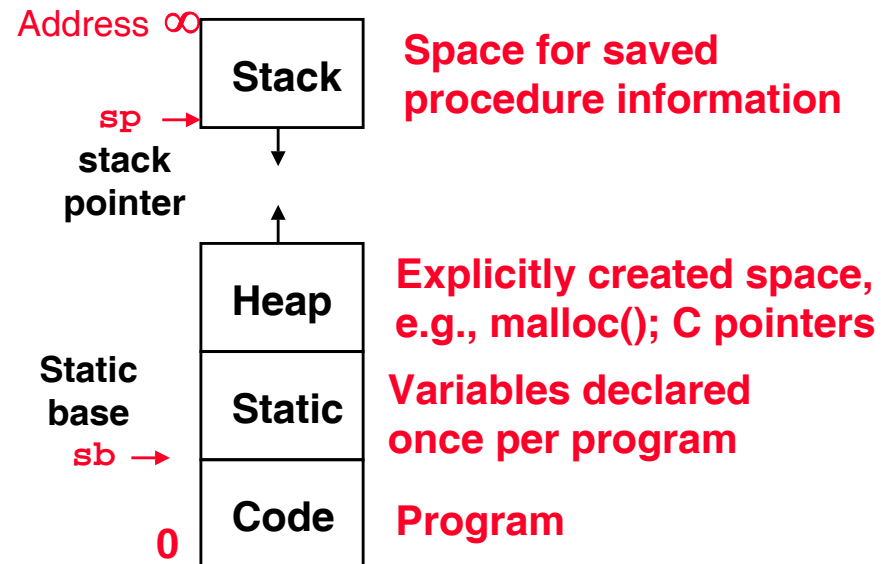 Address ∞
Stack
Space for saved
procedure information
sp
stack
pointer
Heap
Explicitly created space,
e.g., malloc(); C pointers
Static
base
sb
Static
Variables declared
once per program
Code
Program
0